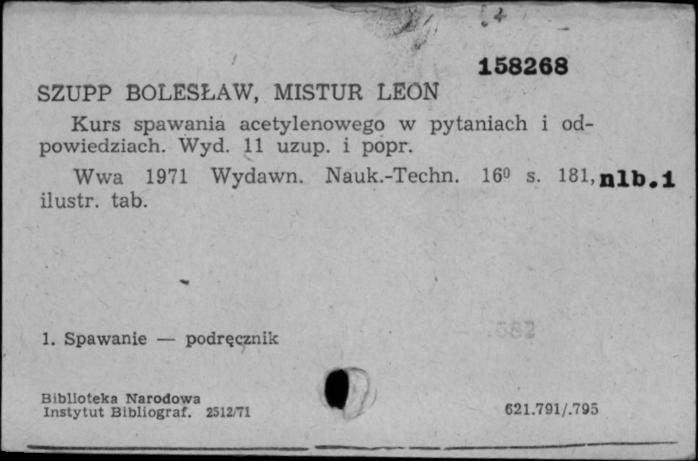 158268
SZUPP BOLESŁAW, MISTUR LEON
Kurs spawania acetylenowego w pytaniach i od-
powiedziach. Wyd. 11 uzup. i popr.
Wwa 1971 Wydawn. Nauk.-Techn. 16⁰ s. 181, nlb.1
ilustr. tab.
1. Spawanie — podręcznik
Biblioteka Narodowa
Instytut Bibliograf. 2512/71
621.791/.795